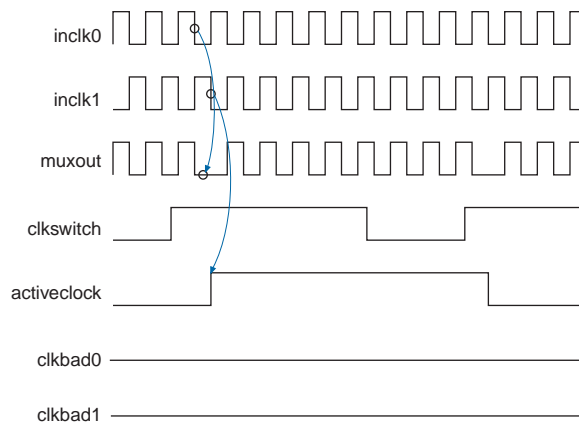 inclk0
inclk1
muxout
clkswitch
activeclock
clkbad0
clkbad1